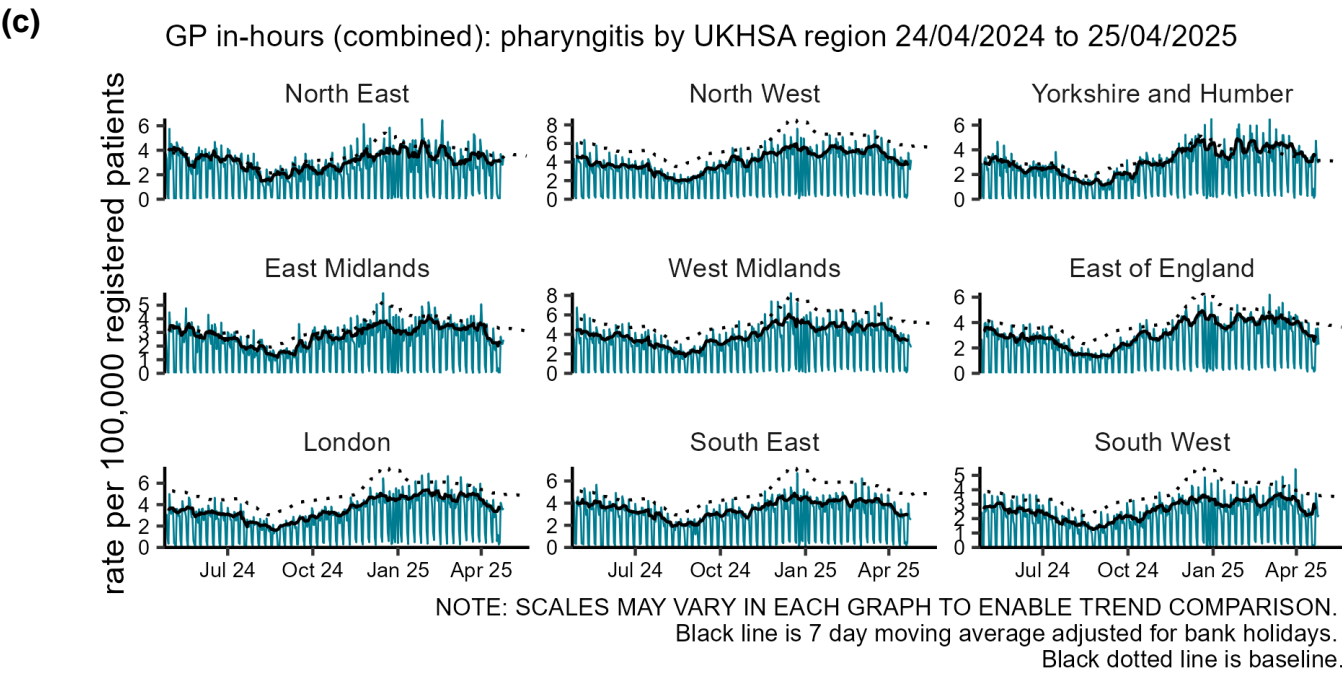 (c)
GP in-hours (combined): pharyngitis by UKHSA region 24/04/2024 to 25/04/2025
rate per 100,000 registered patients
North East
6
4
2
0
North West
8
6
4
2
0
Yorkshire and Humber
6
4
2
0
East Midlands
5
4
3
2
1
0
West Midlands
8
6
4
2
0
East of England
6
4
2
0
London
6
4
2
0
Jul 24 Oct 24 Jan 25 Apr 25
South East
6
4
2
0
Jul 24 Oct 24 Jan 25 Apr 25
South West
5
4
3
2
1
0
Jul 24 Oct 24 Jan 25 Apr 25
NOTE: SCALES MAY VARY IN EACH GRAPH TO ENABLE TREND COMPARISON.
Black line is 7 day moving average adjusted for bank holidays.
Black dotted line is baseline.